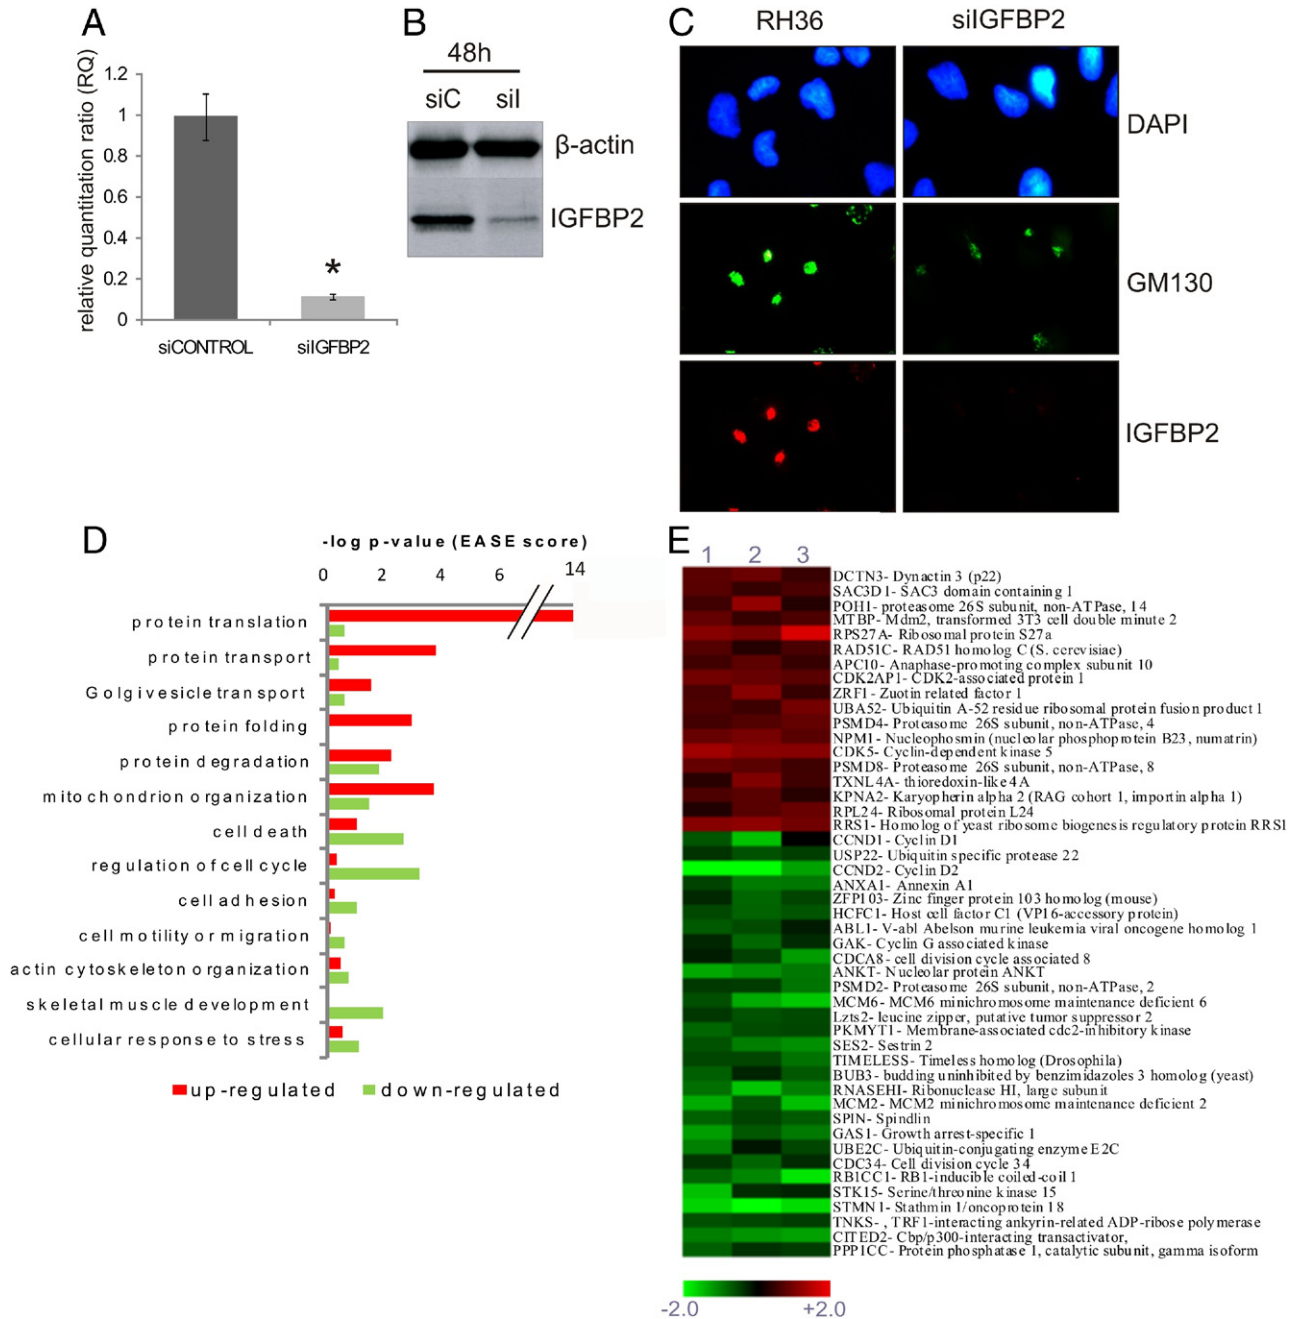 A
relative quantitation ratio (RQ)
1.2
1
0.8
0.6
0.4
0.2
0
*
siCONTROL
siIGFBP2
B
48h
siC
siI
β-actin
IGFBP2
C
RH36
siIGFBP2
DAPI
GM130
IGFBP2
D
-log p-value (EASE score)
0 2 4 6 14
protein translation
protein transport
Golgi vesicle transport
protein folding
protein degradation
mitochondrion organization
cell death
regulation of cell cycle
cell adhesion
cell motility or migration
actin cytoskeleton organization
skeletal muscle development
cellular response to stress
up-regulated
down-regulated
E
1 2 3
DCTN3- Dynactin 3 (p22)
SAC3D1- SAC3 domain containing 1
POH1- proteasome 26S subunit, non-ATPase, 14
MTBP- Mdm2, transformed 3T3 cell double minute 2
RPS27A- Ribosomal protein S27a
RAD51C- RAD51 homolog C (S. cerevisiae)
APC10- Anaphase-promoting complex subunit 10
CDK2AP1- CDK2-associated protein 1
ZRF1- Zuotin related factor 1
UBA52- Ubiquitin A-52 residue ribosomal protein fusion product 1
PSMD4- Proteasome 26S subunit, non-ATPase, 4
NPM1- Nucleophosmin (nucleolar phosphoprotein B23, numatrin)
CDK5- Cyclin-dependent kinase 5
PSMD8- Proteasome 26S subunit, non-ATPase, 8
TXNL4A- thioredoxin-like 4A
KPNA2- Karyopherin alpha 2 (RAG cohort 1, importin alpha 1)
RPL24- Ribosomal protein L24
RRS1- Homolog of yeast ribosome biogenesis regulatory protein RRS1
CCND1- Cyclin D1
USP22- Ubiquitin specific protease 22
CCND2- Cyclin D2
ANXA1- Annexin A1
ZFP103- Zinc finger protein 103 homolog (mouse)
HCFC1- Host cell factor C1 (VP16-accessory protein)
ABL1- V-abl Abelson murine leukemia viral oncogene homolog 1
GAK- Cyclin G associated kinase
CDCA8- cell division cycle associated 8
ANKT- Nucleolar protein ANKT
PSMD2- Proteasome 26S subunit, non-ATPase, 2
MCM6- MCM6 minichromosome maintenance deficient 6
Lzts2- leucine zipper, putative tumor suppressor 2
PKMYT1- Membrane-associated cdc2-inhibitory kinase
SES2- Sestrin 2
TIMELESS- Timeless homolog (Drosophila)
BUB3- budding uninhibited by benzimidazoles 3 homolog (yeast)
RNASEHI- Ribonuclease HI, large subunit
MCM2- MCM2 minichromosome maintenance deficient 2
SPIN- Spindlin
GAS1- Growth arrest-specific 1
UBE2C- Ubiquitin-conjugating enzyme E2C
CDC34- Cell division cycle 34
RB1CC1- RB1-inducible coiled-coil 1
STK15- Serine/threonine kinase 15
STMN1- Stathmin 1/oncoprotein 18
TNKS- , TRF1-interacting ankyrin-related ADP-ribose polymerase
CITED2- Cbp/p300-interacting transactivator,
PPP1CC- Protein phosphatase 1, catalytic subunit, gamma isoform
-2.0 +2.0